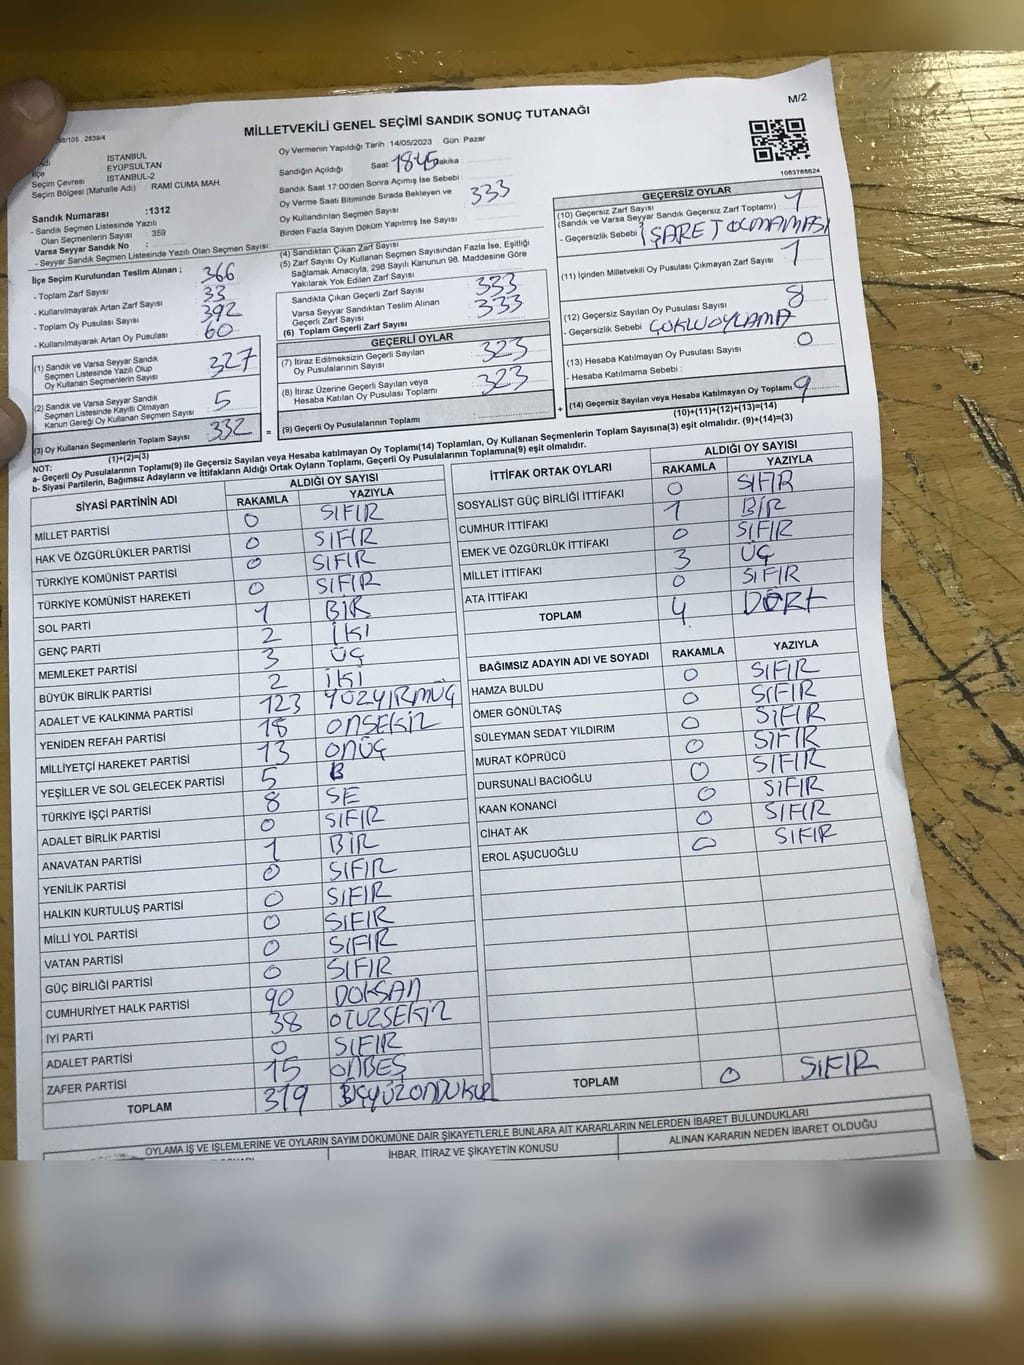 MİLLETVEKİLİ GENEL SEÇİMİ SANDIK SONUÇ TUTANAĞI
M/2
1083788624
İSTANBUL
İlçe EYÜPSULTAN
Seçim Çevresi İSTANBUL-2
Seçim Bölgesi (Mahalle Adı) RAMİ CUMA MAH.
Sandık Numarası :1312
- Sandık Seçmen Listesinde Yazılı
Olan Seçmenlerin Sayısı : 359
Varsa Seyyar Sandık No :
- Seyyar Sandık Seçmen Listesinde Yazılı Olan Seçmen Sayısı:
İlçe Seçim Kurulundan Teslim Alınan ;
- Toplam Zarf Sayısı 366
- Kullanılmayarak Artan Zarf Sayısı 33
- Toplam Oy Pusulası Sayısı 392
- Kullanılmayarak Artan Oy Pusulası 60
(1) Sandık ve Varsa Seyyar Sandık
Seçmen Listesinde Yazılı Olup
Oy Kullanan Seçmenlerin Sayısı 327
(2) Sandık ve Varsa Seyyar Sandık
Seçmen Listesinde Kayıtlı Olmayan
Kanun Gereği Oy Kullanan Seçmen Sayısı 5
(3) Oy Kullanan Seçmenlerin Toplam Sayısı 332
(1)+(2)=(3)
Oy Vermenin Yapıldığı Tarih 14/05/2023 Gün: Pazar
Sandığın Açıldığı Saat 1845 Dakika
Sandık Saat 17:00'den Sonra Açımış İse Sebebi :
Oy Verme Saati Bitiminde Sırada Bekleyen ve
Oy Kullandırılan Seçmen Sayısı 333
Birden Fazla Sayım Döküm Yapılmış İse Sayısı
(4) Sandıktan Çıkan Zarf Sayısı
(5) Zarf Sayısı Oy Kullanan Seçmen Sayısından Fazla İse, Eşitliği
Sağlamak Amacıyla, 298 Sayılı Kanunun 98. Maddesine Göre
Yakılarak Yok Edilen Zarf Sayısı
Sandıkta Çıkan Geçerli Zarf Sayısı 333
Varsa Seyyar Sandıktan Teslim Alınan
Geçerli Zarf Sayısı 333
(6) Toplam Geçerli Zarf Sayısı
GEÇERLİ OYLAR
(7) İtiraz Edilmeksizin Geçerli Sayılan
Oy Pusulalarının Sayısı 323
(8) İtiraz Üzerine Geçerli Sayılan veya
Hesaba Katılan Oy Pusulası Toplamı 323
= (9) Geçerli Oy Pusulalarının Toplamı +
GEÇERSİZ OYLAR
(10) Geçersiz Zarf Sayısı 1
(Sandık ve Varsa Seyyar Sandık Geçersiz Zarf Toplamı) :
- Geçersizlik Sebebi İŞARET OLMAMASI
(11) İçinden Milletvekili Oy Pusulası Çıkmayan Zarf Sayısı 1
(12) Geçersiz Sayılan Oy Pusulası Sayısı 8
- Geçersizlik Sebebi ÇOKLU OYLAMA
(13) Hesaba Katılmayan Oy Pusulası Sayısı 0
- Hesaba Katılmama Sebebi :
(14) Geçersiz Sayılan veya Hesaba Katılmayan Oy Toplamı 9
(10)+(11)+(12)+(13)=(14)
NOT:
a- Geçerli Oy Pusulalarının Toplamı(9) ile Geçersiz Sayılan veya Hesaba katılmayan Oy Toplamı(14) Toplamları, Oy Kullanan Seçmenlerin Toplam Sayısına(3) eşit olmalıdır. (9)+(14)=(3)
b- Siyasi Partilerin, Bağımsız Adayların ve İttifakların Aldığı Ortak Oyların Toplamı, Geçerli Oy Pusulalarının Toplamına(9) eşit olmalıdır.
SİYASİ PARTİNİN ADI ALDIĞI OY SAYISI
RAKAMLA YAZIYLA
MİLLET PARTİSİ 0 SIFIR
HAK VE ÖZGÜRLÜKLER PARTİSİ 0 SIFIR
TÜRKİYE KOMÜNİST PARTİSİ 0 SIFIR
TÜRKİYE KOMÜNİST HAREKETİ 0 SIFIR
SOL PARTİ 1 BİR
GENÇ PARTİ 2 İKİ
MEMLEKET PARTİSİ 3 ÜÇ
BÜYÜK BİRLİK PARTİSİ 2 İKİ
ADALET VE KALKINMA PARTİSİ 123 YÜZYİRMÜÇ
YENİDEN REFAH PARTİSİ 18 ONSEKİZ
MİLLİYETÇİ HAREKET PARTİSİ 13 ONÜÇ
YEŞİLLER VE SOL GELECEK PARTİSİ 5 B
TÜRKİYE İŞÇİ PARTİSİ 8 SE
ADALET BİRLİK PARTİSİ 0 SIFIR
ANAVATAN PARTİSİ 1 BİR
YENİLİK PARTİSİ 0 SIFIR
HALKIN KURTULUŞ PARTİSİ 0 SIFIR
MİLLİ YOL PARTİSİ 0 SIFIR
VATAN PARTİSİ 0 SIFIR
GÜÇ BİRLİĞİ PARTİSİ 0 SIFIR
CUMHURİYET HALK PARTİSİ 90 DOKSAN
İYİ PARTİ 38 OTUZSEKİZ
ADALET PARTİSİ 0 SIFIR
ZAFER PARTİSİ 15 ONBEŞ
TOPLAM 319
İTTİFAK ORTAK OYLARI ALDIĞI OY SAYISI
RAKAMLA YAZIYLA
SOSYALİST GÜÇ BİRLİĞİ İTTİFAKI 0 SIFIR
CUMHUR İTTİFAKI 1 BİR
EMEK VE ÖZGÜRLÜK İTTİFAKI 0 SIFIR
MİLLET İTTİFAKI 3 ÜÇ
ATA İTTİFAKI 0 SIFIR
TOPLAM 4 DÖRT
BAĞIMSIZ ADAYIN ADI VE SOYADI RAKAMLA YAZIYLA
HAMZA BULDU 0 SIFIR
ÖMER GÖNÜLTAŞ 0 SIFIR
SÜLEYMAN SEDAT YILDIRIM 0 SIFIR
MURAT KÖPRÜCÜ 0 SIFIR
DURSUNALİ BACIOĞLU 0 SIFIR
KAAN KONANCİ 0 SIFIR
CİHAT AK 0 SIFIR
EROL AŞUCUOĞLU 0 SIFIR
TOPLAM 0 SIFIR
OYLAMA İŞ VE İŞLEMLERİNE VE OYLARIN SAYIM DÖKÜMÜNE DAİR ŞİKAYETLERLE BUNLARA AİT KARARLARIN NELERDEN İBARET BULUNDUKLARI
İHBAR, İTİRAZ VE ŞİKAYETİN KONUSU
ALINAN KARARIN NEDEN İBARET OLDUĞU